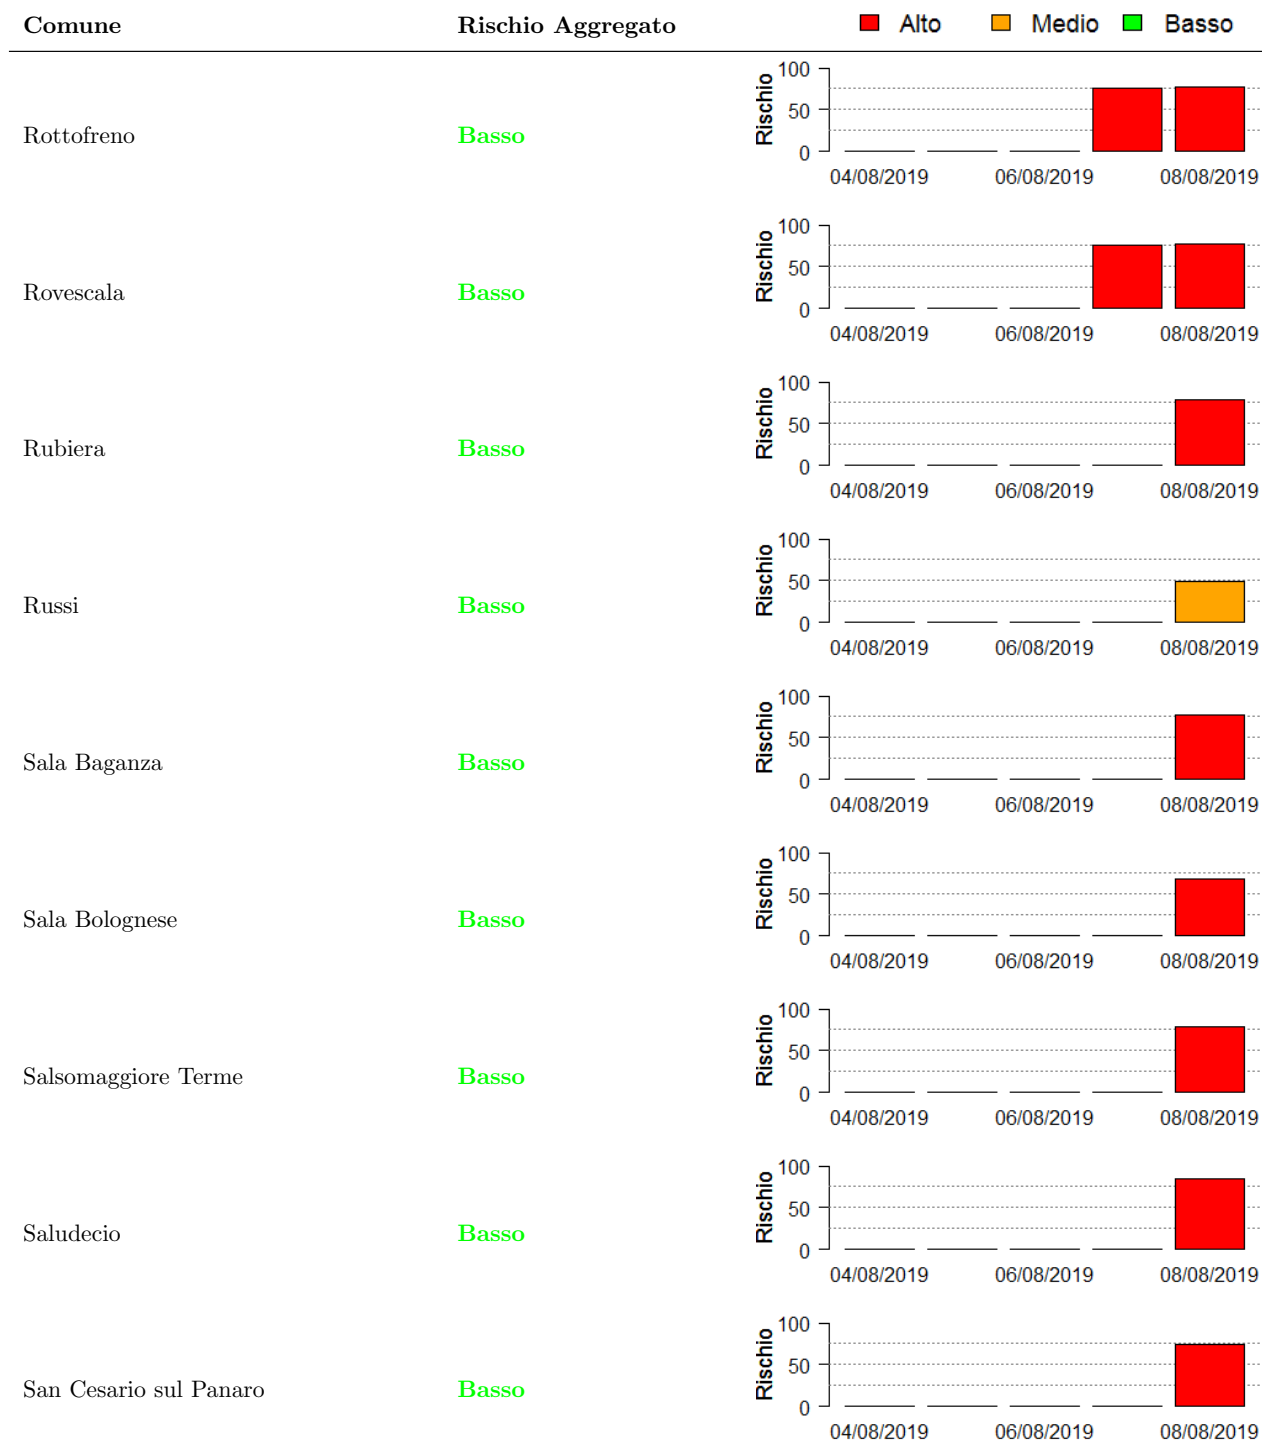 Comune Rischio Aggregato Alto Medio Basso
Rottofreno Basso
Rischio
100
50
0
04/08/2019 06/08/2019 08/08/2019
Rovescala Basso
Rischio
100
50
0
04/08/2019 06/08/2019 08/08/2019
Rubiera Basso
Rischio
100
50
0
04/08/2019 06/08/2019 08/08/2019
Russi Basso
Rischio
100
50
0
04/08/2019 06/08/2019 08/08/2019
Sala Baganza Basso
Rischio
100
50
0
04/08/2019 06/08/2019 08/08/2019
Sala Bolognese Basso
Rischio
100
50
0
04/08/2019 06/08/2019 08/08/2019
Salsomaggiore Terme Basso
Rischio
100
50
0
04/08/2019 06/08/2019 08/08/2019
Saludecio Basso
Rischio
100
50
0
04/08/2019 06/08/2019 08/08/2019
San Cesario sul Panaro Basso
Rischio
100
50
0
04/08/2019 06/08/2019 08/08/2019